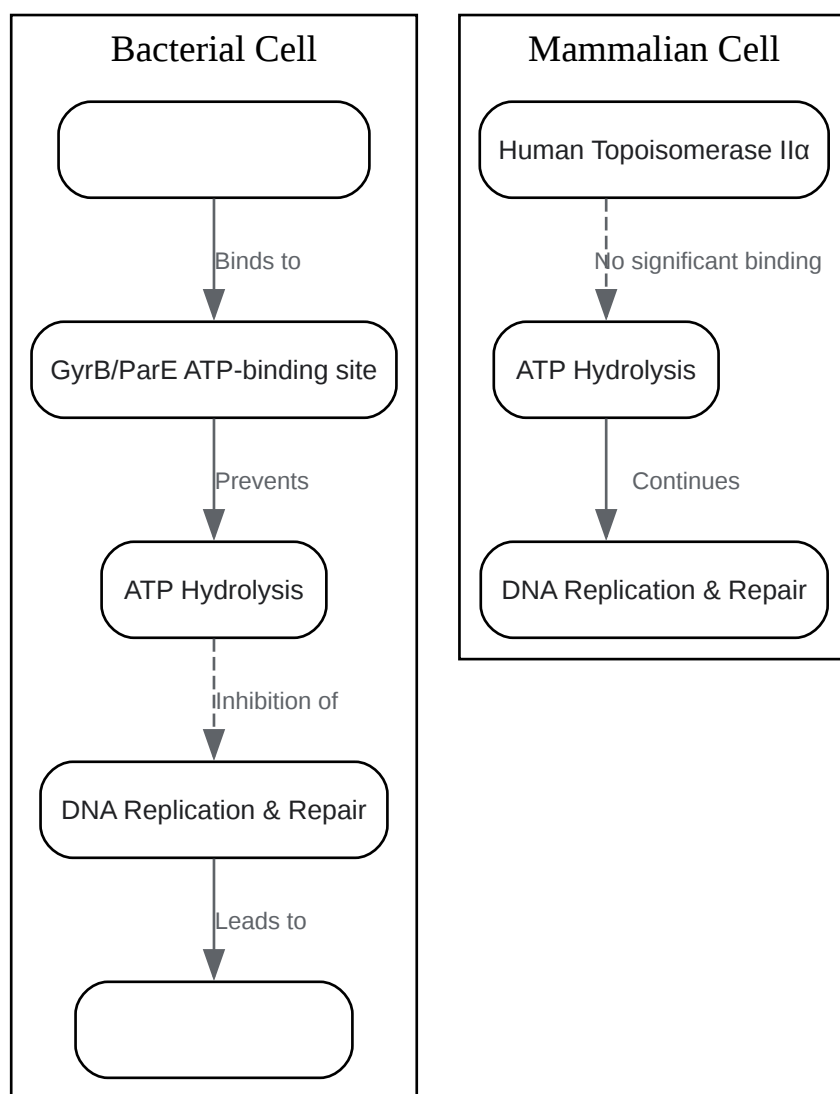 Bacterial Cell
Binds to
GyrB/ParE ATP-binding site
Prevents
ATP Hydrolysis
Inhibition of
DNA Replication & Repair
Leads to
Mammalian Cell
Human Topoisomerase IIα
No significant binding
ATP Hydrolysis
Continues
DNA Replication & Repair